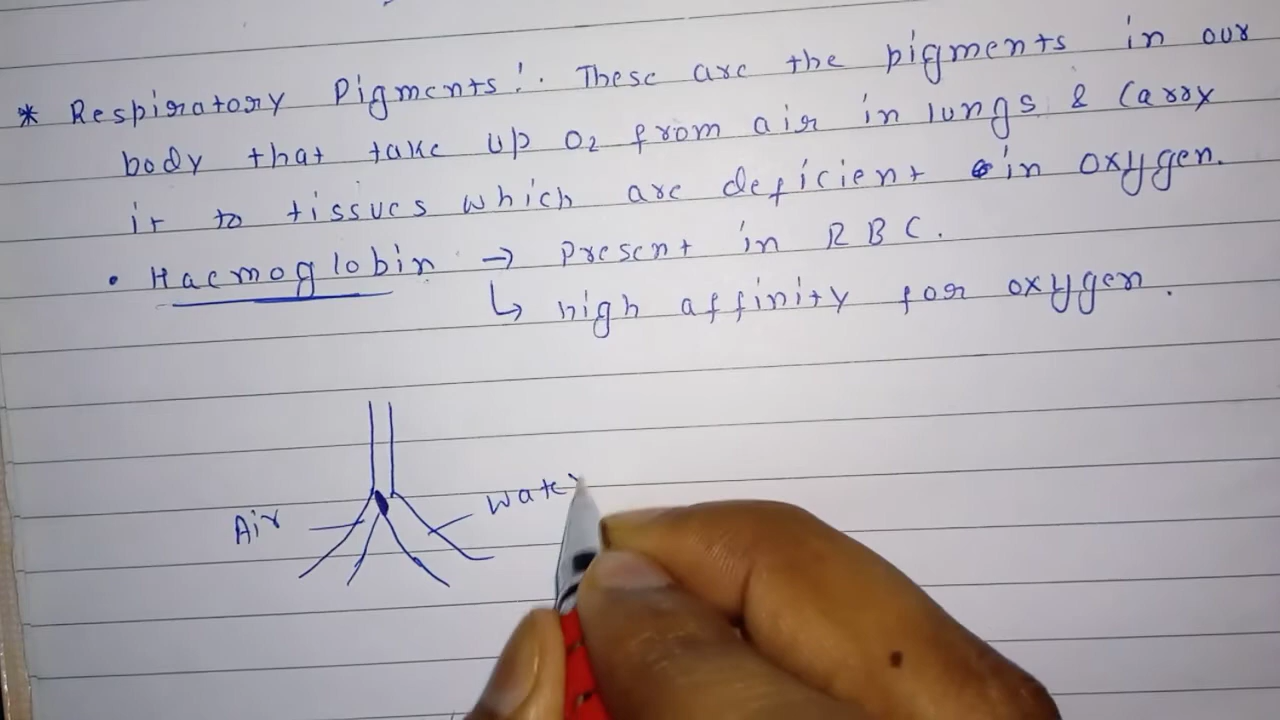 * Respiratory Pigments :. These are the pigments in our
body that take up O2 from air in lungs & carry
it to tissues which are deficient in oxygen.
• Haemoglobin → Present in RBC.
↳ high affinity for oxygen.
Air
Water